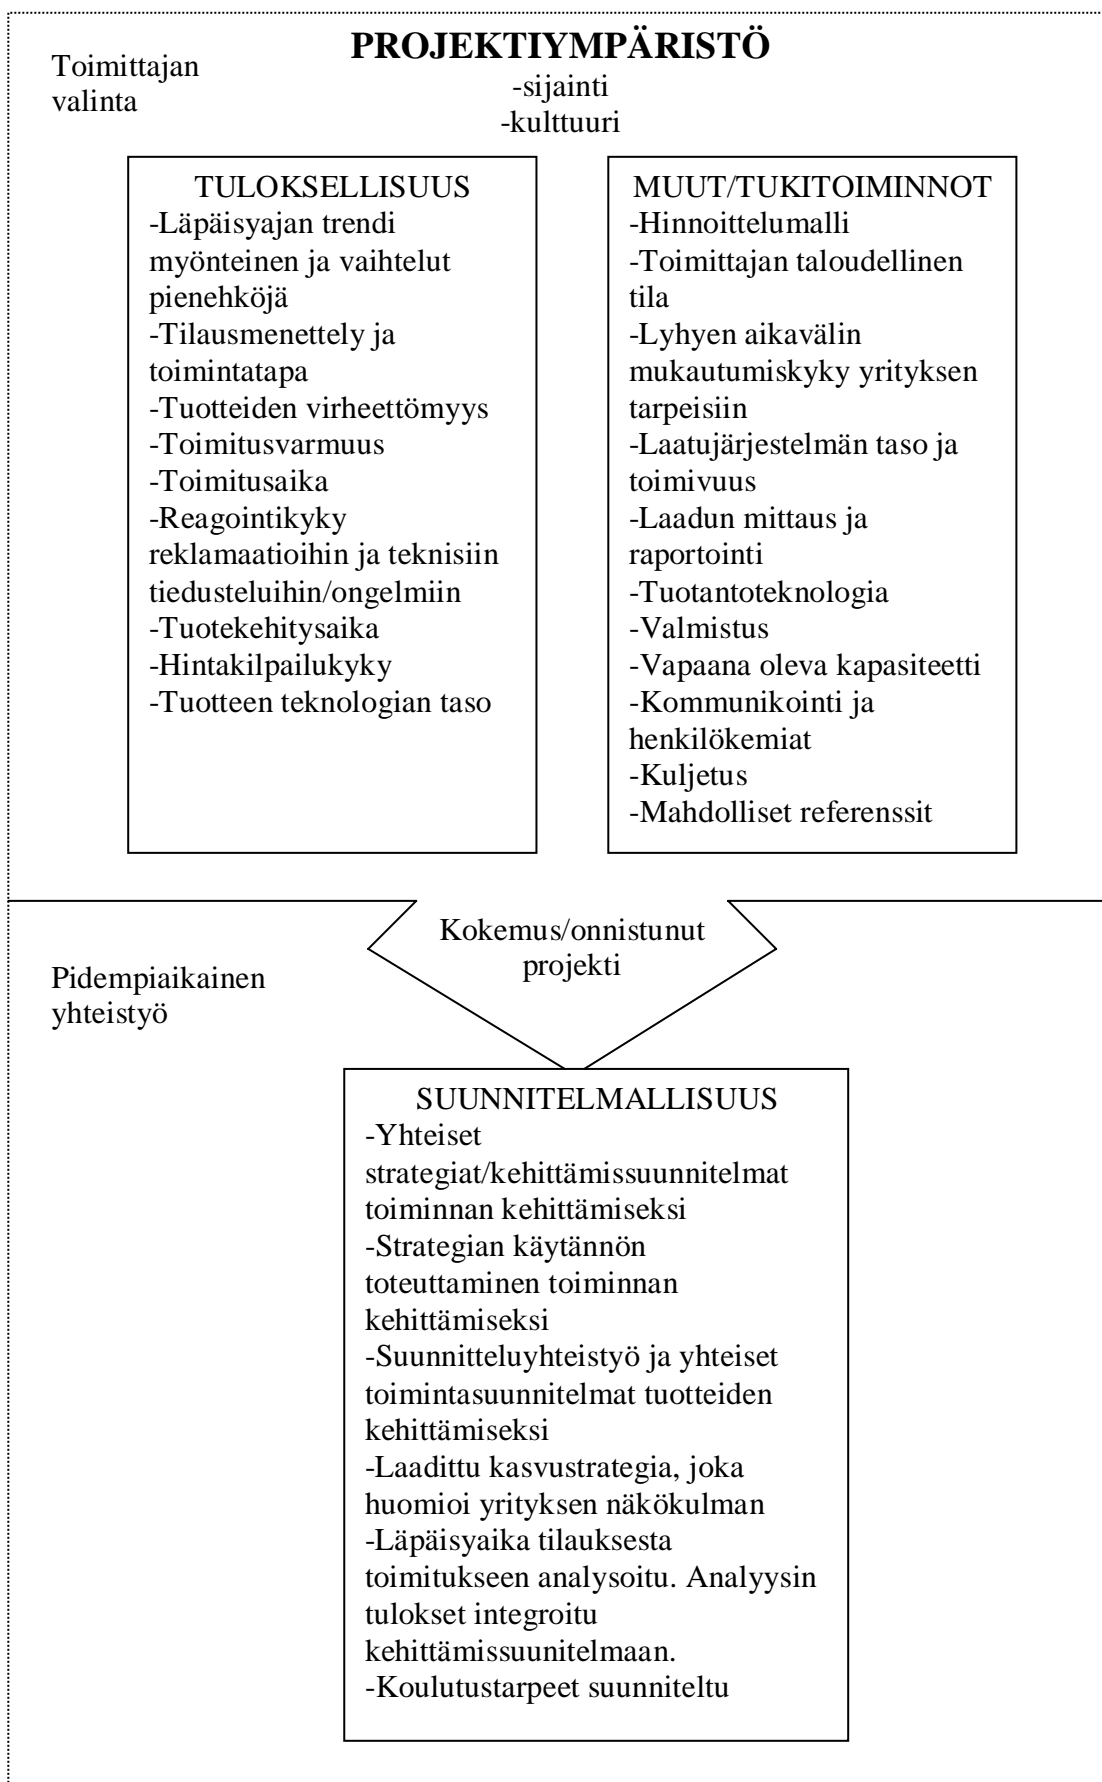 Toimittajan
valinta
PROJEKTIYMPÄRISTÖ
-sijainti
-kulttuuri
TULOKSELLISUUS
-Läpäisyajan trendi
myönteinen ja vaihtelut
pienehköjä
-Tilausmenettely ja
toimintatapa
-Tuotteiden virheettömyys
-Toimitusvarmuus
-Toimitusaika
-Reagointikyky
reklamaatioihin ja teknisiin
tiedusteluihin/ongelmiin
-Tuotekehitysaika
-Hintakilpailukyky
-Tuotteen teknologian taso
MUUT/TUKITOIMINNOT
-Hinnoittelumalli
-Toimittajan taloudellinen
tila
-Lyhyen aikavälin
mukautumiskyky yrityksen
tarpeisiin
-Laatujärjestelmän taso ja
toimivuus
-Laadun mittaus ja
raportointi
-Tuotantoteknologia
-Valmistus
-Vapaana oleva kapasiteetti
-Kommunikointi ja
henkilökemiat
-Kuljetus
-Mahdolliset referenssit
Kokemus/onnistunut
projekti
Pidempiaikainen
yhteistyö
SUUNNITELMALLISUUS
-Yhteiset
strategiat/kehittämissuunnitelmat
toiminnan kehittämiseksi
-Strategian käytännön
toteuttaminen toiminnan
kehittämiseksi
-Suunnitteluyhteistyö ja yhteiset
toimintasuunnitelmat tuotteiden
kehittämiseksi
-Laadittu kasvustrategia, joka
huomioi yrityksen näkökulman
-Läpäisyaika tilauksesta
toimitukseen analysoitu. Analyysin
tulokset integroitu
kehittämissuunitelmaan.
-Koulutustarpeet suunniteltu